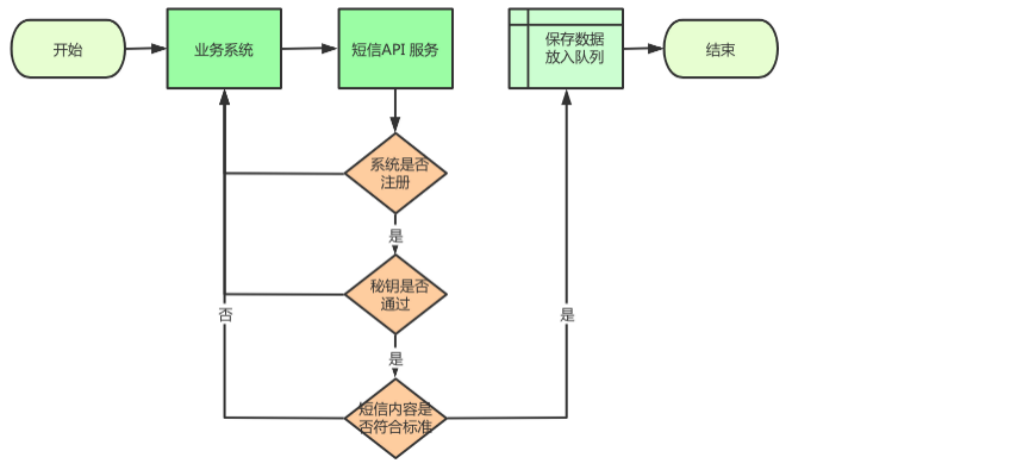 开始
业务系统
短信API 服务
保存数据
放入队列
结束
系统是否
注册
是
秘钥是否
通过
否
是
是
短信内容是
否符合标准